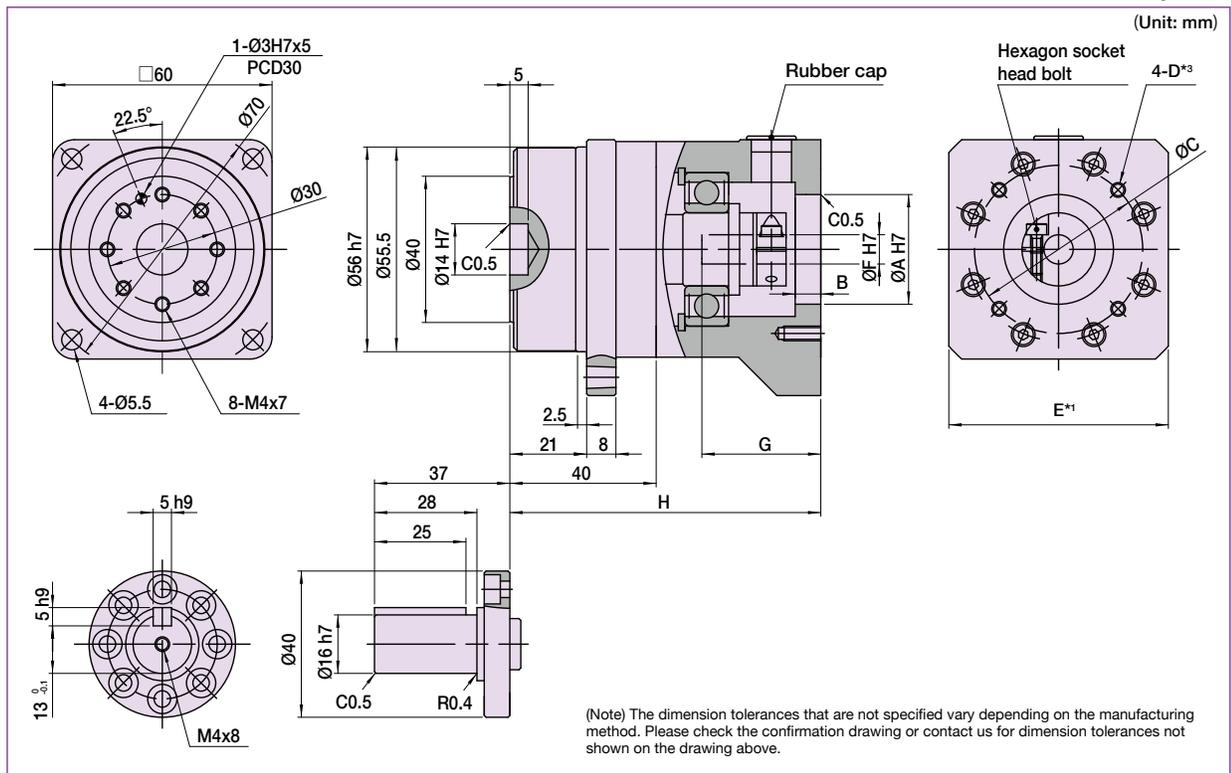 (Unit: mm)
1-Ø3H7x5
PCD30
□60
22.5°
Ø70
Ø30
4-Ø5.5
8-M4x7
5
Rubber cap
Ø56 h7
Ø55.5
Ø40
Ø14 H7
C0.5
C0.5
B
ØF H7
ØA H7
2.5
21
8
40
G
H
Hexagon socket
head bolt
4-D*3
ØC
E*1
37
28
25
5 h9
5 h9
13 0 -0.1
M4x8
Ø40
Ø16 h7
C0.5
R0.4
(Note) The dimension tolerances that are not specified vary depending on the manufacturing
method. Please check the confirmation drawing or contact us for dimension tolerances not
shown on the drawing above.